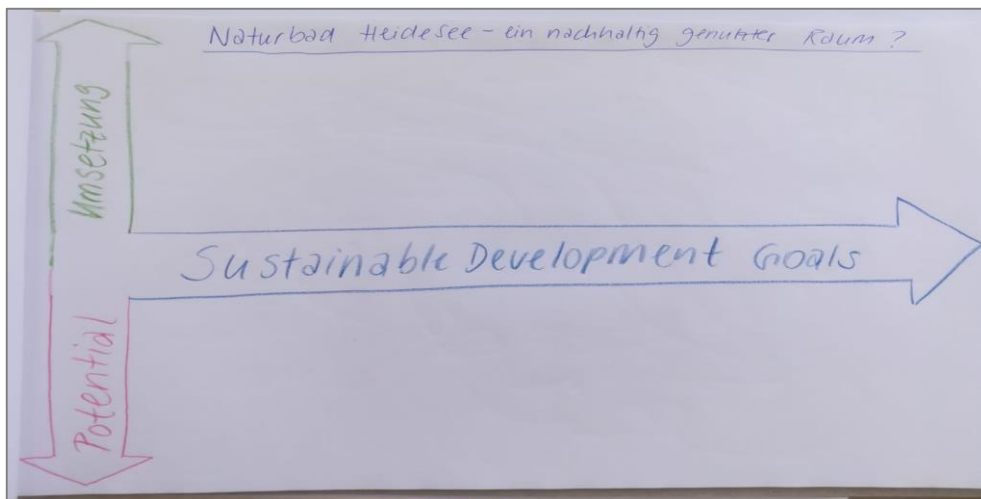 Naturbad Heidesee - ein nachhaltig genutzter Raum?
Umsetzung
Sustainable Development Goals
Potential